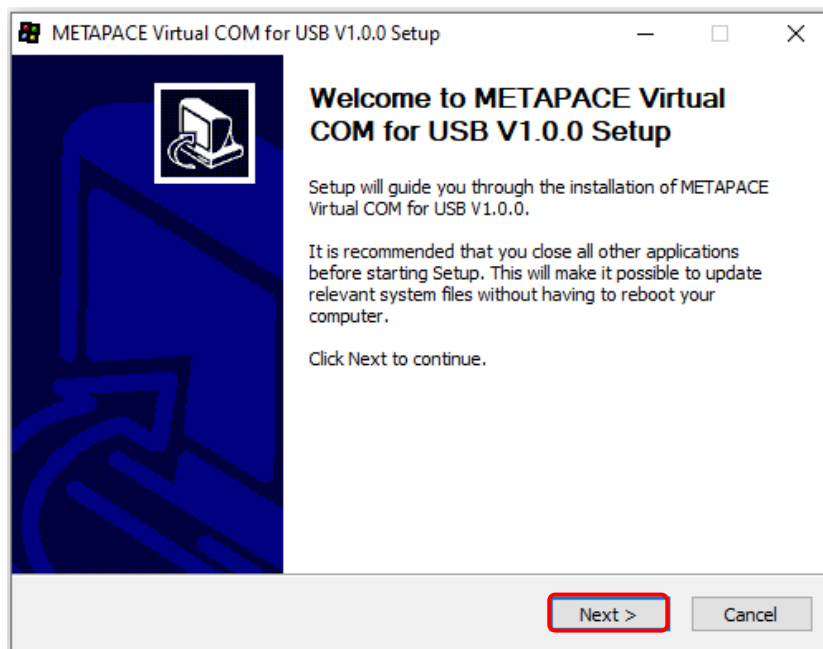 METAPACE Virtual COM for USB V1.0.0 Setup
Welcome to METAPACE Virtual
COM for USB V1.0.0 Setup
Setup will guide you through the installation of METAPACE
Virtual COM for USB V1.0.0.
It is recommended that you close all other applications
before starting Setup. This will make it possible to update
relevant system files without having to reboot your
computer.
Click Next to continue.
Next >
Cancel